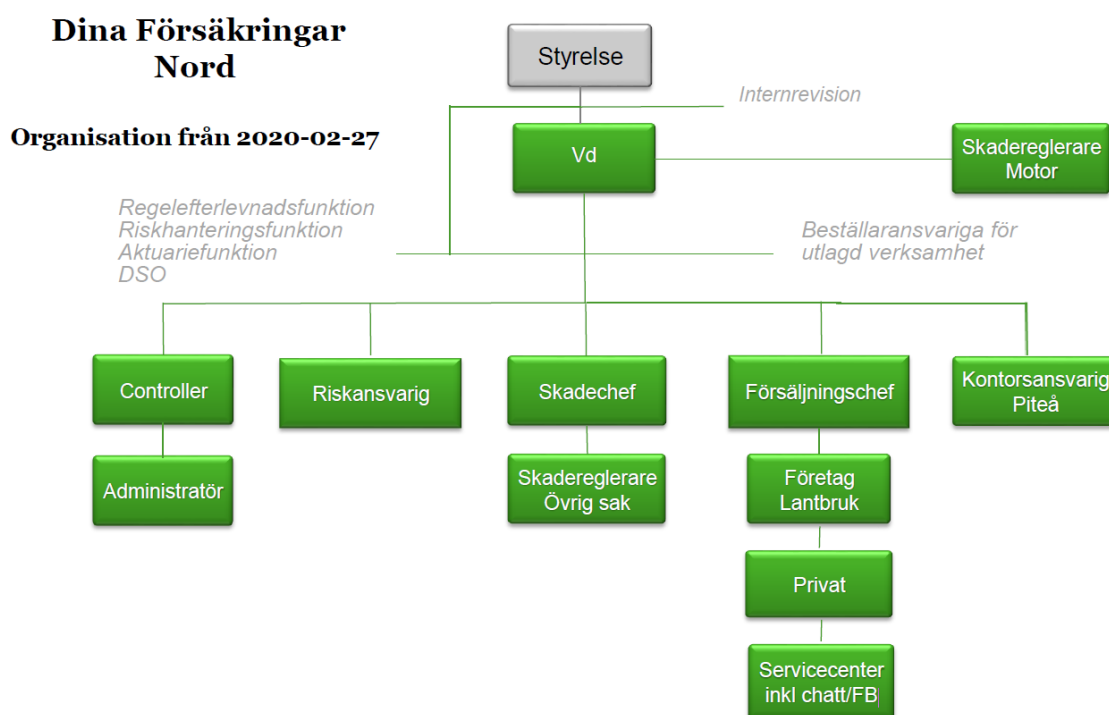 Dina Försäkringar
Nord
Organisation från 2020-02-27
Styrelse
Internrevision
Vd
Skadereglerare
Motor
Regelefterlevnadsfunktion
Riskhanteringsfunktion
Aktuariefunktion
DSO
Beställaransvariga för
utlagd verksamhet
Controller
Riskansvarig
Skadechef
Försäljningschef
Kontorsansvarig
Piteå
Administratör
Skadereglerare
Övrig sak
Företag
Lantbruk
Privat
Servicecenter
inkl chatt/FB